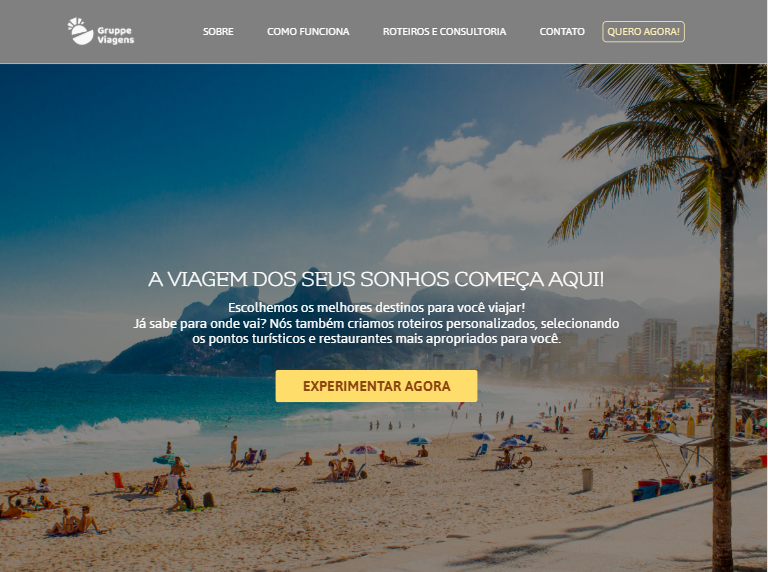 Gruppe
Viagens
SOBRE
COMO FUNCIONA
ROTEIROS E CONSULTORIA
CONTATO
QUERO AGORA!
A VIAGEM DOS SEUS SONHOS COMEÇA AQUI!
Escolhemos os melhores destinos para você viajar!
Já sabe para onde vai? Nós também criamos roteiros personalizados, selecionando
os pontos turísticos e restaurantes mais apropriados para você.
EXPERIMENTAR AGORA